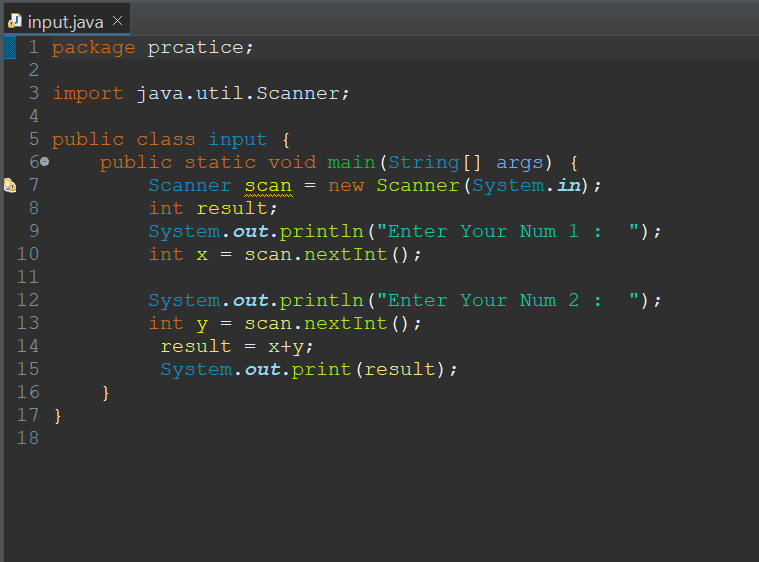 input.java
1 package prcatice;
2
3 import java.util.Scanner;
4
5 public class input {
6     public static void main(String[] args) {
7         Scanner scan = new Scanner(System.in);
8         int result;
9         System.out.println("Enter Your Num 1 :  ");
10         int x = scan.nextInt();
11
12         System.out.println("Enter Your Num 2 :  ");
13         int y = scan.nextInt();
14          result = x+y;
15          System.out.print(result);
16     }
17 }
18